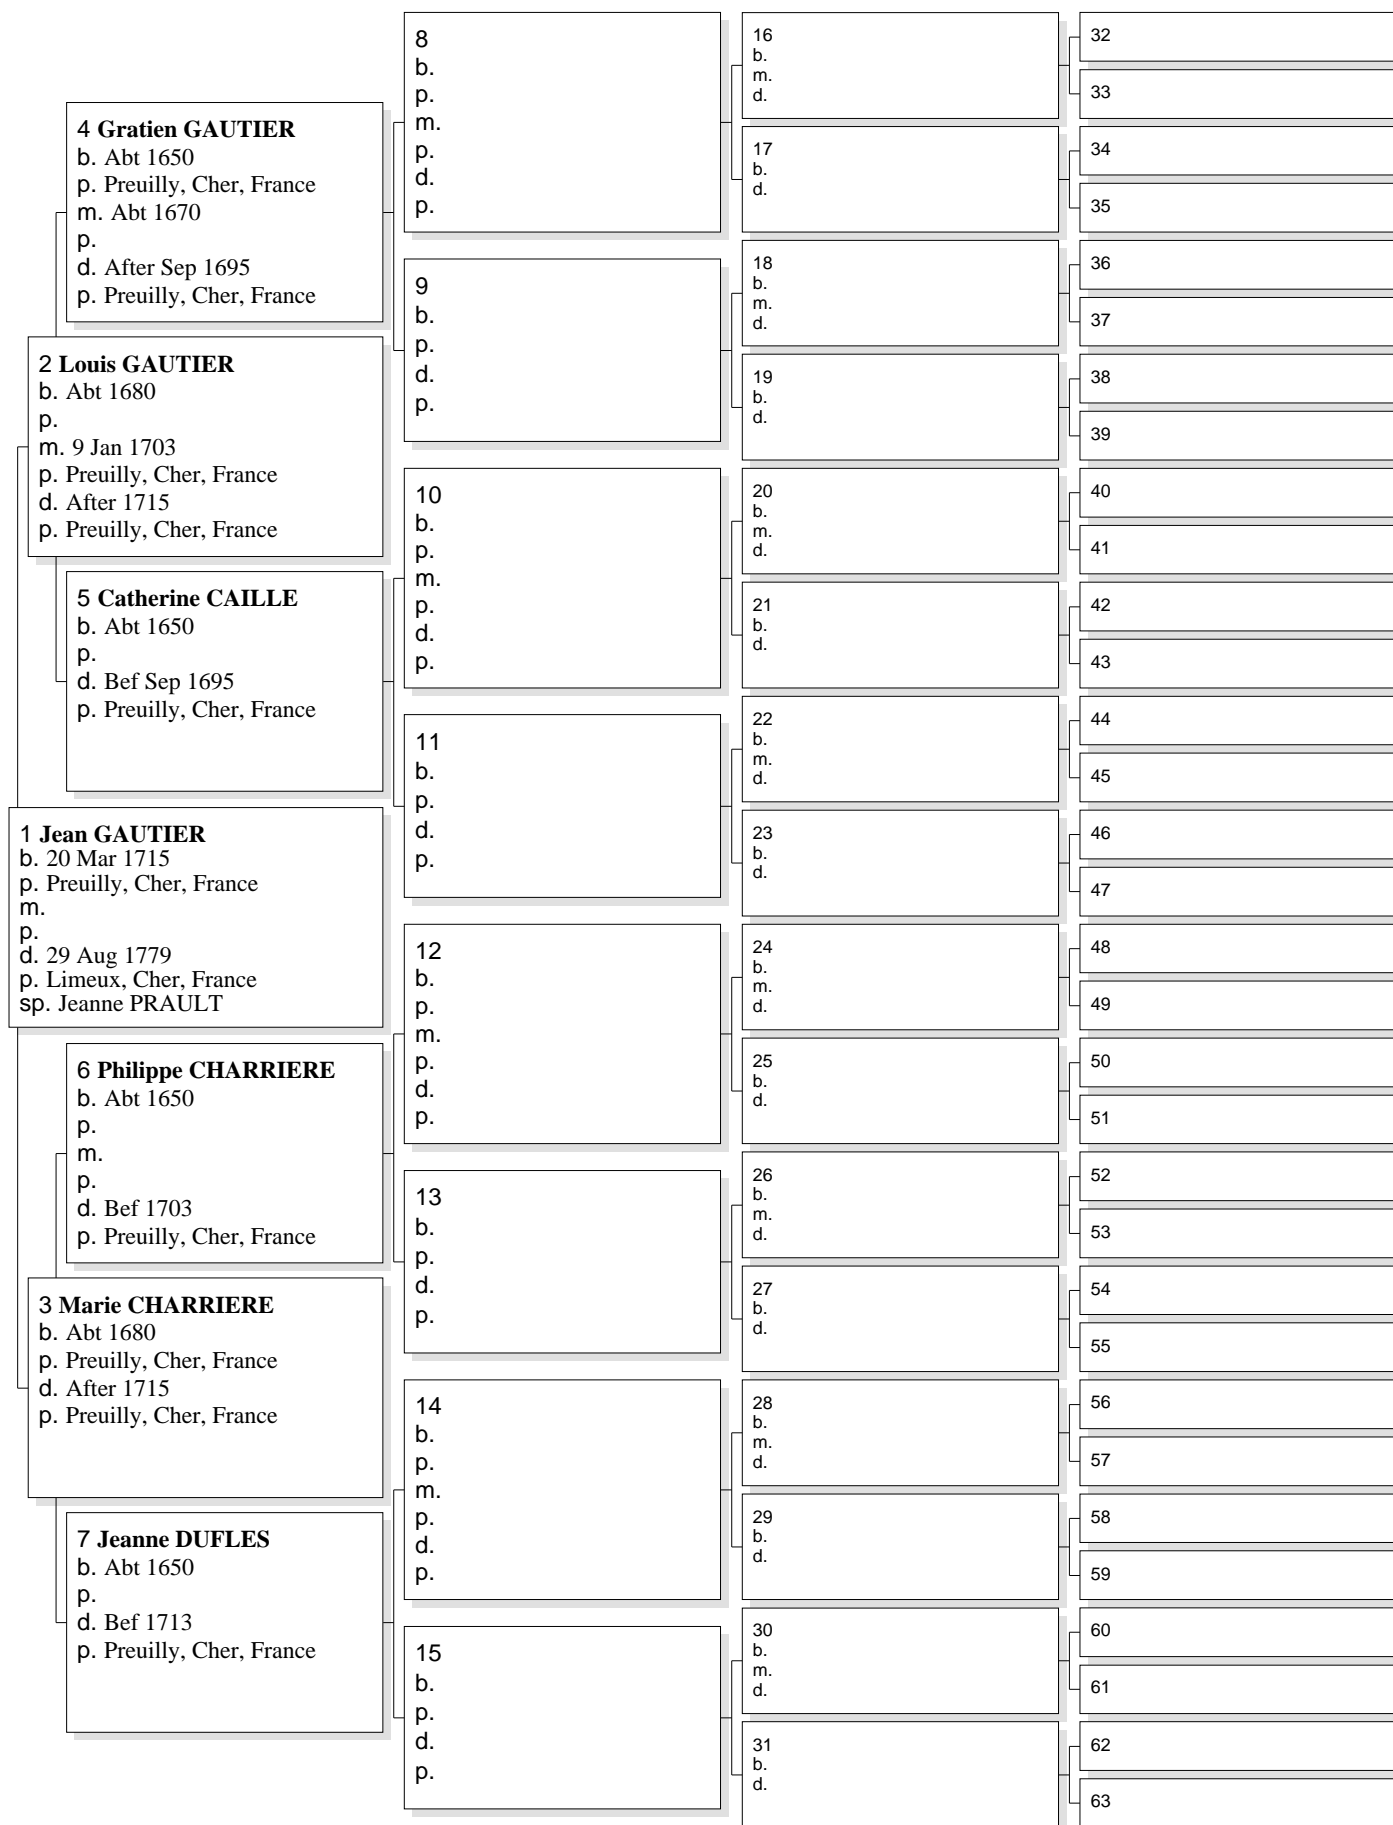 4 Gratien GAUTIER
b. Abt 1650
p. Preuilly, Cher, France
m. Abt 1670
p.
d. After Sep 1695
p. Preuilly, Cher, France
2 Louis GAUTIER
b. Abt 1680
p.
m. 9 Jan 1703
p. Preuilly, Cher, France
d. After 1715
p. Preuilly, Cher, France
5 Catherine CAILLE
b. Abt 1650
p.
d. Bef Sep 1695
p. Preuilly, Cher, France
1 Jean GAUTIER
b. 20 Mar 1715
p. Preuilly, Cher, France
m.
p.
d. 29 Aug 1779
p. Limeux, Cher, France
sp. Jeanne PRAULT
6 Philippe CHARRIERE
b. Abt 1650
p.
m.
p.
d. Bef 1703
p. Preuilly, Cher, France
3 Marie CHARRIERE
b. Abt 1680
p. Preuilly, Cher, France
d. After 1715
p. Preuilly, Cher, France
7 Jeanne DUFLES
b. Abt 1650
p.
d. Bef 1713
p. Preuilly, Cher, France
8
b.
p.
m.
p.
d.
p.
9
b.
p.
d.
p.
10
b.
p.
m.
p.
d.
p.
11
b.
p.
d.
p.
12
b.
p.
m.
p.
d.
p.
13
b.
p.
d.
p.
14
b.
p.
m.
p.
d.
p.
15
b.
p.
d.
p.
16
b.
m.
d.
17
b.
d.
18
b.
m.
d.
19
b.
d.
20
b.
m.
d.
21
b.
d.
22
b.
m.
d.
23
b.
d.
24
b.
m.
d.
25
b.
d.
26
b.
m.
d.
27
b.
d.
28
b.
m.
d.
29
b.
d.
30
b.
m.
d.
31
b.
d.
32
33
34
35
36
37
38
39
40
41
42
43
44
45
46
47
48
49
50
51
52
53
54
55
56
57
58
59
60
61
62
63